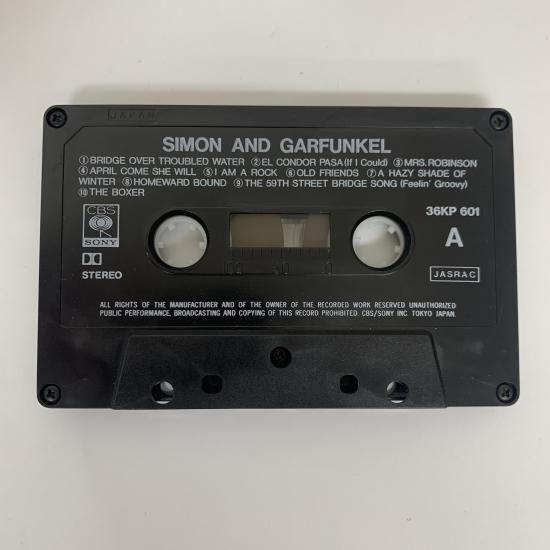 JAPAN
SIMON AND GARFUNKEL
①BRIDGE OVER TROUBLED WATER ②EL CONDOR PASA(If I Could) ③MRS.ROBINSON
④APRIL COME SHE WILL ⑤I AM A ROCK ⑥OLD FRIENDS ⑦A HAZY SHADE OF
WINTER ⑧HOMEWARD BOUND ⑨THE 59TH STREET BRIDGE SONG (Feelin' Groovy)
⑩THE BOXER
CBS
SONY
36KP 601
A
STEREO
JASRAC
ALL RIGHTS OF THE MANUFACTURER AND OF THE OWNER OF THE RECORDED WORK RESERVED UNAUTHORIZED
PUBLIC PERFORMANCE, BROADCASTING AND COPYING OF THIS RECORD PROHIBITED. CBS/SONY INC. TOKYO JAPAN.